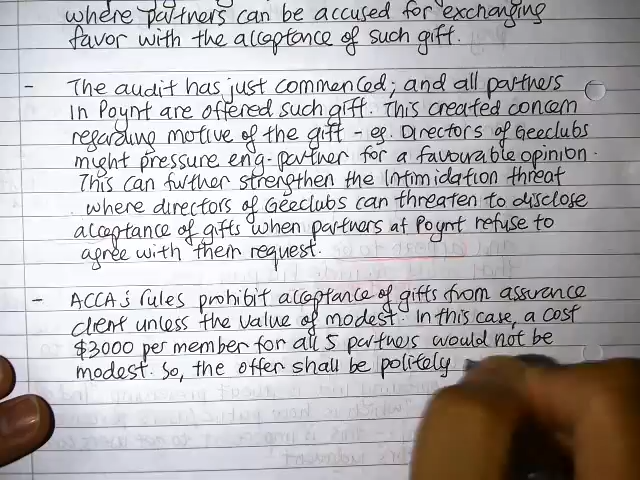 where partners can be accused for exchanging
favor with the acceptance of such gift.
- The audit has just commenced; and all partners
in Poynt are offered such gift. This created concern
regarding motive of the gift - eg. Directors of Geeclubs
might pressure eng. partner for a favourable opinion.
This can further strengthen the Intimidation threat
where directors of Geeclubs can threaten to disclose
acceptance of gifts when partners at Poynt refuse to
agree with them request.
- ACCA's rules prohibit acceptance of gifts from assurance
client unless the value of modest. In this case, a cost
$3000 per member for all 5 partners would not be
modest. So, the offer shall be politely